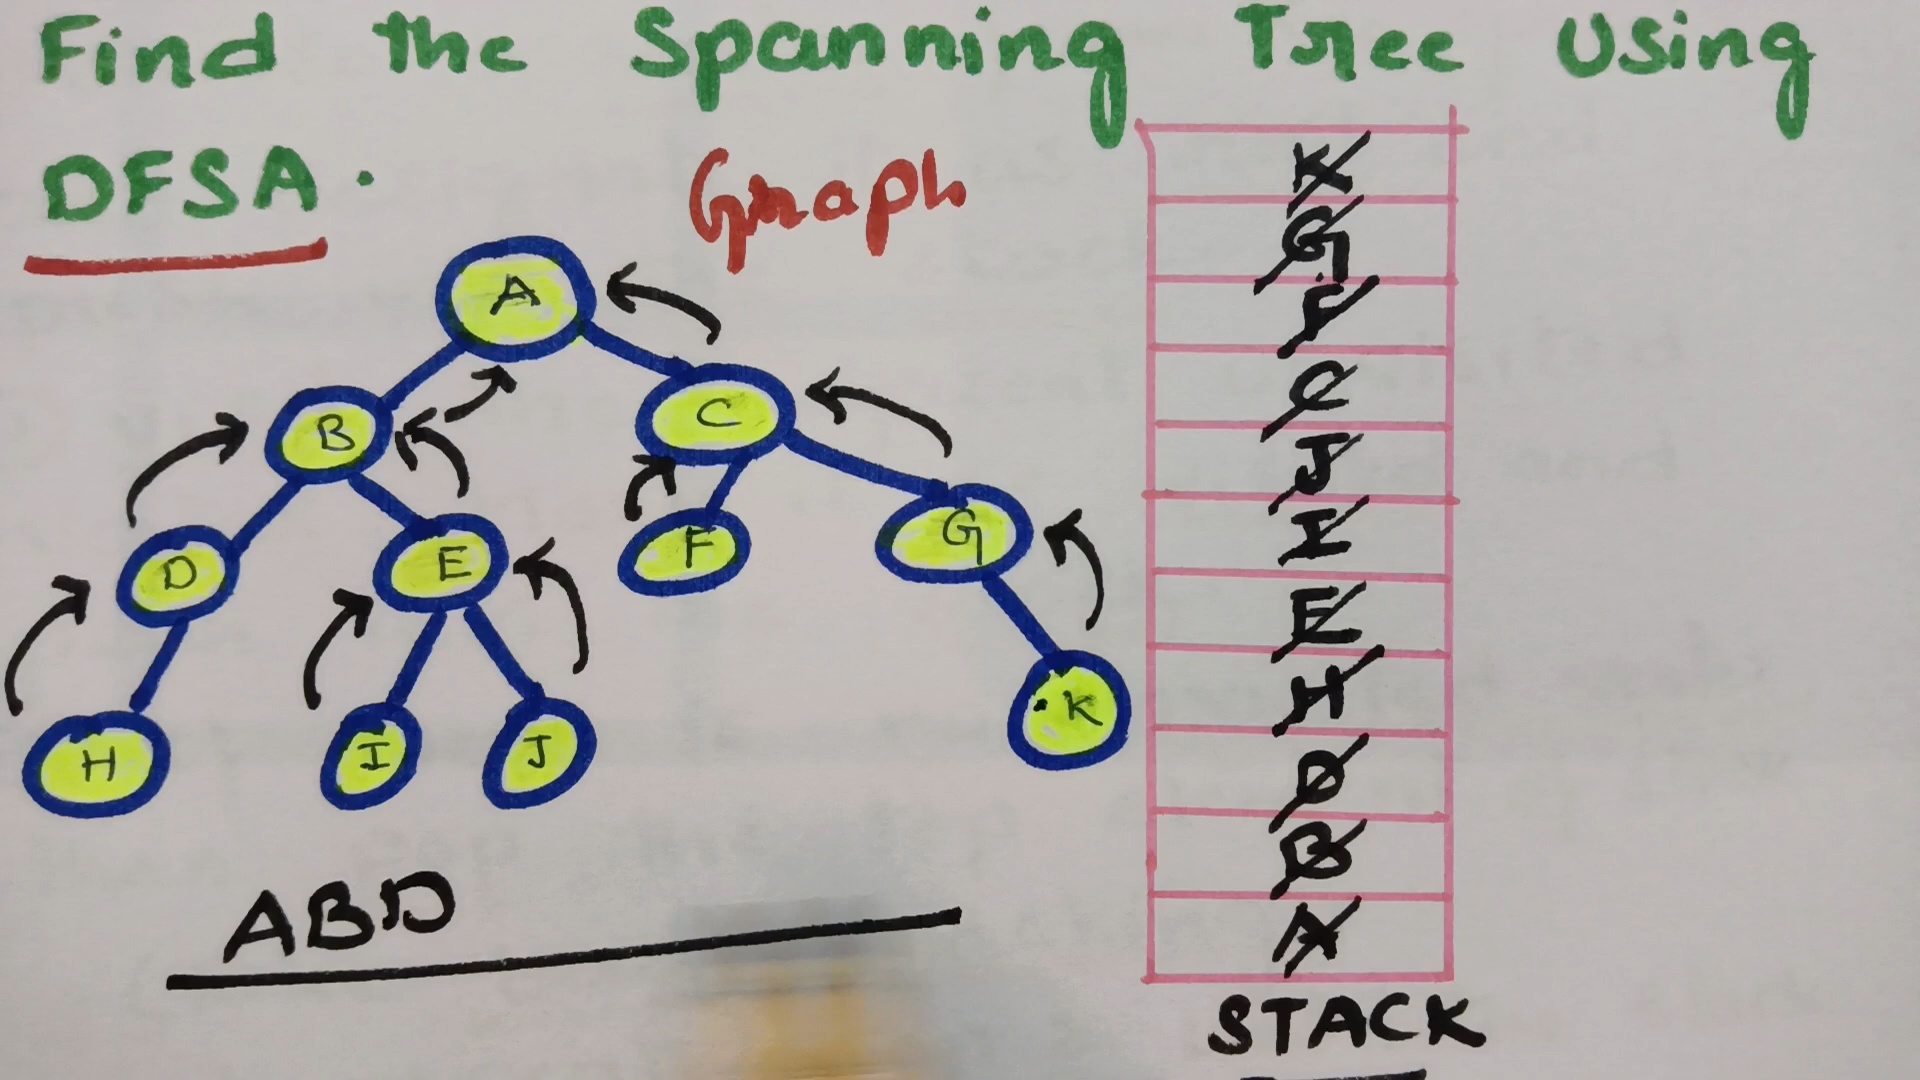 Find the Spanning Tree Using
DFSA.
Graph
A
B
C
D
E
F
G
H
I
J
K
K
G
F
C
J
I
E
H
D
B
A
ABD
STACK